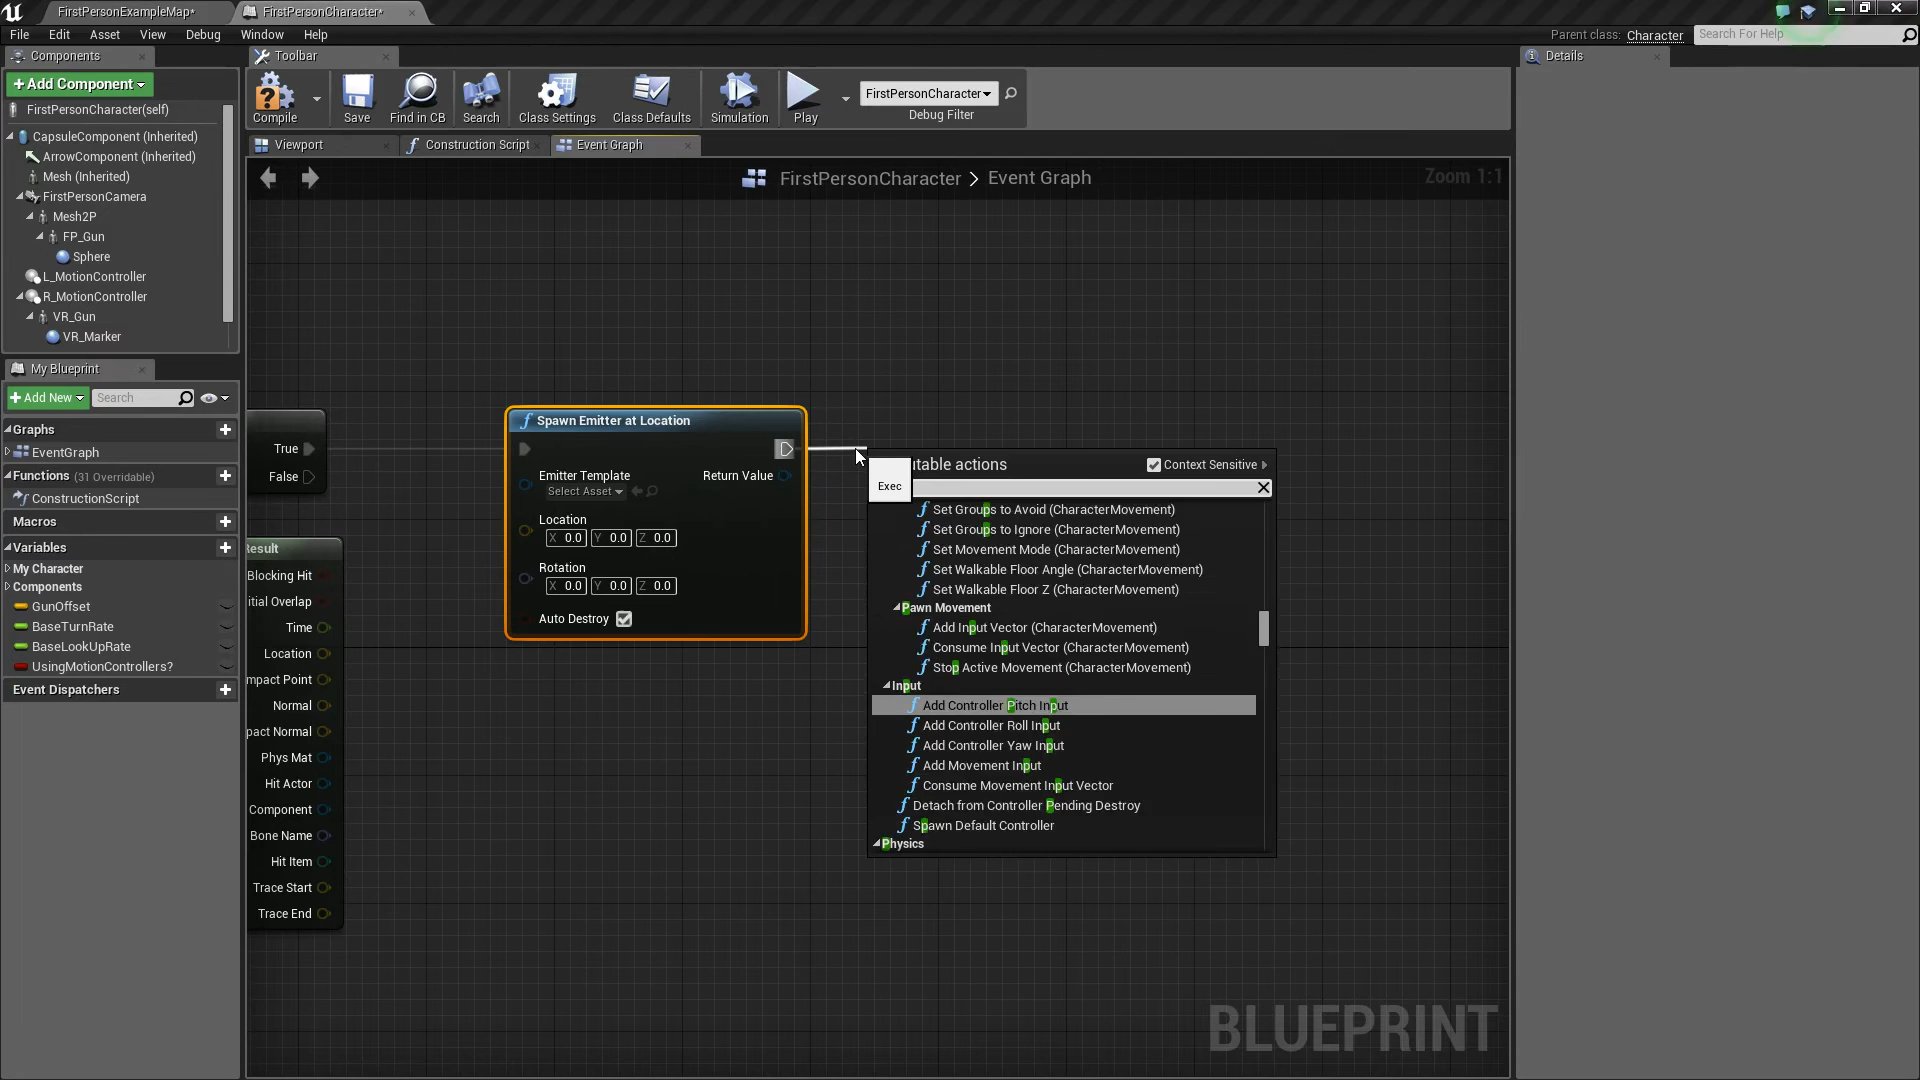 FirstPersonExampleMap*
FirstPersonCharacter*
File
Edit
Asset
View
Debug
Window
Help
Parent class:
Character
Search For Help
Components
Toolbar
Details
+Add Component
Compile
Save
Find in CB
Search
Class Settings
Class Defaults
Simulation
Play
FirstPersonCharacter
Debug Filter
FirstPersonCharacter(self)
CapsuleComponent (Inherited)
ArrowComponent (Inherited)
Mesh (Inherited)
FirstPersonCamera
Mesh2P
FP_Gun
Sphere
L_MotionController
R_MotionController
VR_Gun
VR_Marker
Viewport
Construction Script
Event Graph
FirstPersonCharacter > Event Graph
Zoom 1:1
My Blueprint
+Add New
Search
Graphs
EventGraph
Functions (31 Overridable)
ConstructionScript
Macros
Variables
My Character
Components
GunOffset
BaseTurnRate
BaseLookUpRate
UsingMotionControllers?
Event Dispatchers
True
False
Result
Blocking Hit
itial Overlap
Time
Location
mpact Point
Normal
pact Normal
Phys Mat
Hit Actor
Component
Bone Name
Hit Item
Trace Start
Trace End
Spawn Emitter at Location
Emitter Template
Return Value
Select Asset
Location
X 0.0 Y 0.0 Z 0.0
Rotation
X 0.0 Y 0.0 Z 0.0
Auto Destroy
utable actions
Context Sensitive
Exec
Set Groups to Avoid (CharacterMovement)
Set Groups to Ignore (CharacterMovement)
Set Movement Mode (CharacterMovement)
Set Walkable Floor Angle (CharacterMovement)
Set Walkable Floor Z (CharacterMovement)
Pawn Movement
Add Input Vector (CharacterMovement)
Consume Input Vector (CharacterMovement)
Stop Active Movement (CharacterMovement)
Input
Add Controller Pitch Input
Add Controller Roll Input
Add Controller Yaw Input
Add Movement Input
Consume Movement Input Vector
Detach from Controller Pending Destroy
Spawn Default Controller
Physics
BLUEPRINT